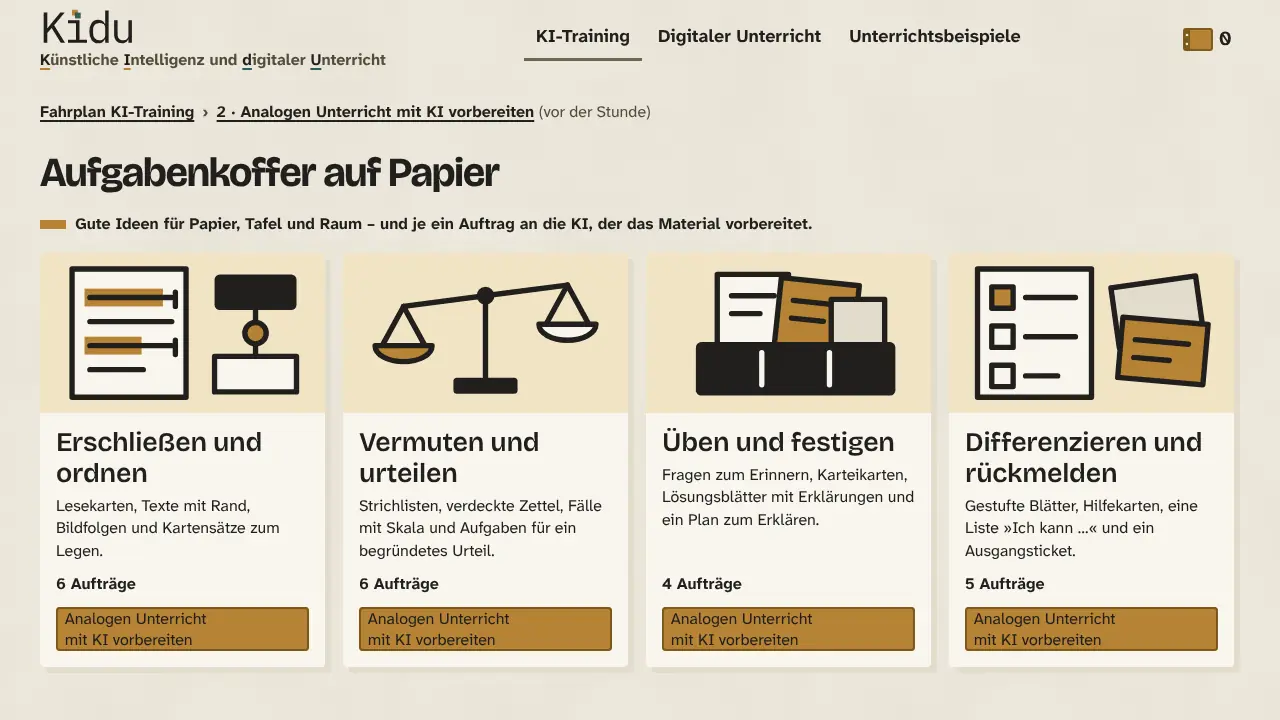 Kidu
Künstliche Intelligenz und digitaler Unterricht
KI-Training
Digitaler Unterricht
Unterrichtsbeispiele
0
Fahrplan KI-Training › 2 · Analogen Unterricht mit KI vorbereiten (vor der Stunde)
Aufgabenkoffer auf Papier
Gute Ideen für Papier, Tafel und Raum – und je ein Auftrag an die KI, der das Material vorbereitet.
Erschließen und
ordnen
Lesekarten, Texte mit Rand,
Bildfolgen und Kartensätze zum
Legen.
6 Aufträge
Analogen Unterricht
mit KI vorbereiten
Vermuten und
urteilen
Strichlisten, verdeckte Zettel, Fälle
mit Skala und Aufgaben für ein
begründetes Urteil.
6 Aufträge
Analogen Unterricht
mit KI vorbereiten
Üben und festigen
Fragen zum Erinnern, Karteikarten,
Lösungsblätter mit Erklärungen und
ein Plan zum Erklären.
4 Aufträge
Analogen Unterricht
mit KI vorbereiten
Differenzieren und
rückmelden
Gestufte Blätter, Hilfekarten, eine
Liste »Ich kann …« und ein
Ausgangsticket.
5 Aufträge
Analogen Unterricht
mit KI vorbereiten